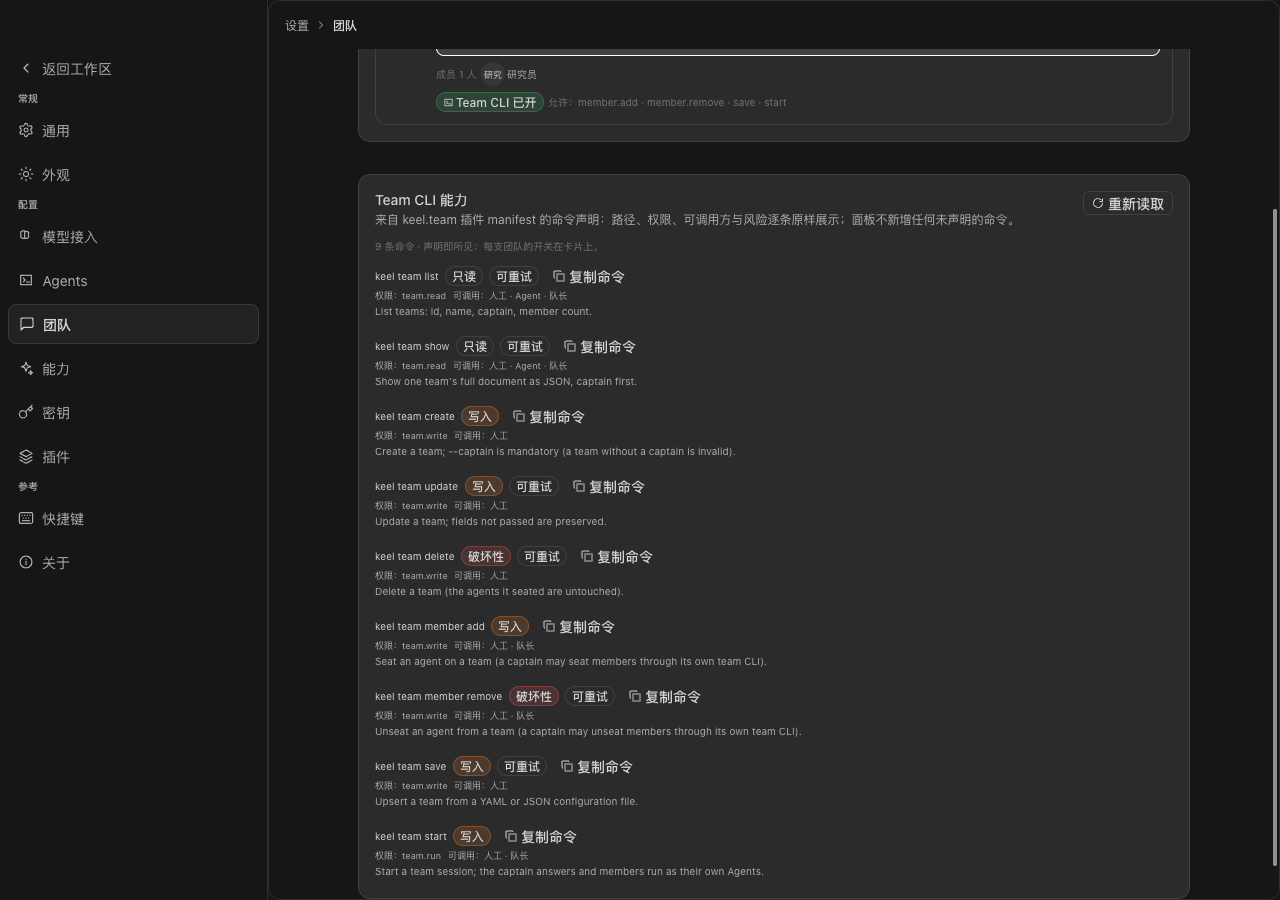 设置 > 团队
返回工作区
常规
通用
外观
配置
模型接入
Agents
团队
能力
密钥
插件
参考
快捷键
关于
成员 1 人 研究 研究员
Team CLI 已开 允许：member.add · member.remove · save · start
Team CLI 能力
来自 keel.team 插件 manifest 的命令声明：路径、权限、可调用方与风险逐条原样展示；面板不新增任何未声明的命令。
重新读取
9 条命令 · 声明即所见；每支团队的开关在卡片上。
keel team list 只读 可重试 复制命令
权限：team.read 可调用：人工 · Agent · 队长
List teams: id, name, captain, member count.
keel team show 只读 可重试 复制命令
权限：team.read 可调用：人工 · Agent · 队长
Show one team's full document as JSON, captain first.
keel team create 写入 复制命令
权限：team.write 可调用：人工
Create a team; --captain is mandatory (a team without a captain is invalid).
keel team update 写入 可重试 复制命令
权限：team.write 可调用：人工
Update a team; fields not passed are preserved.
keel team delete 破坏性 可重试 复制命令
权限：team.write 可调用：人工
Delete a team (the agents it seated are untouched).
keel team member add 写入 复制命令
权限：team.write 可调用：人工 · 队长
Seat an agent on a team (a captain may seat members through its own team CLI).
keel team member remove 破坏性 可重试 复制命令
权限：team.write 可调用：人工 · 队长
Unseat an agent from a team (a captain may unseat members through its own team CLI).
keel team save 写入 可重试 复制命令
权限：team.write 可调用：人工
Upsert a team from a YAML or JSON configuration file.
keel team start 写入 复制命令
权限：team.run 可调用：人工 · 队长
Start a team session; the captain answers and members run as their own Agents.